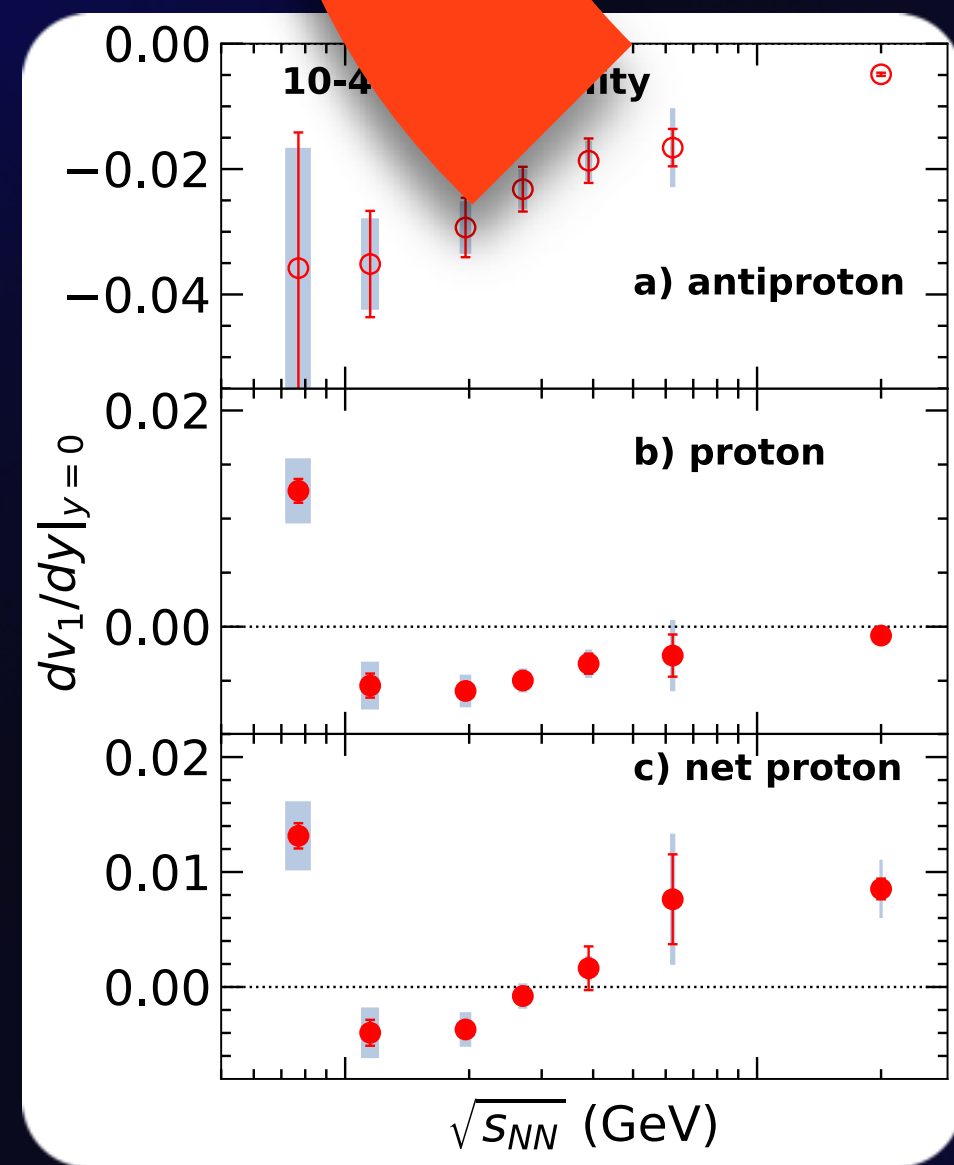 0.00
10-4 ity
−0.02
−0.04
a) antiproton
0.02
b) proton
0.00
dv₁/dy|y = 0
0.02
c) net proton
0.01
0.00
√sNN (GeV)